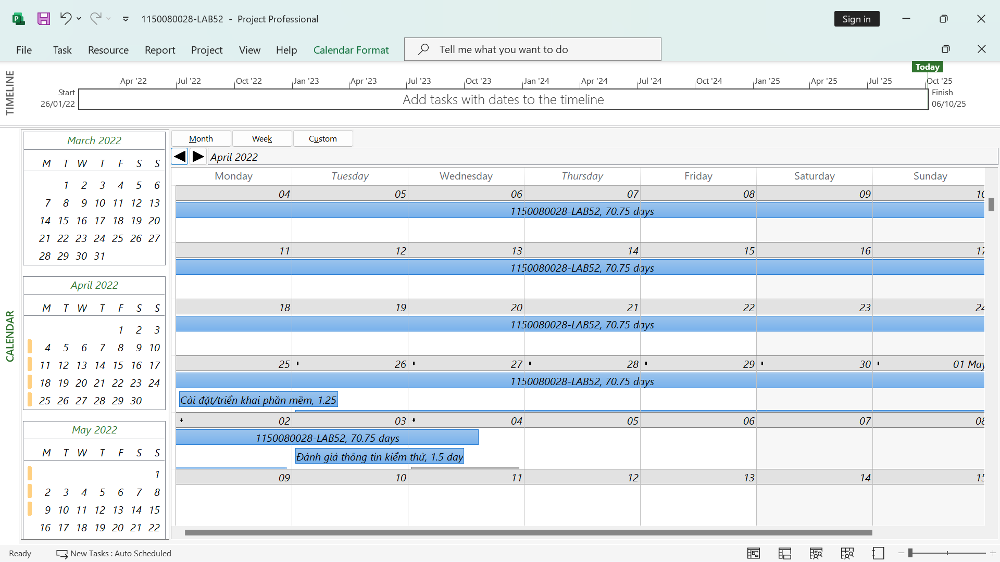 1150080028-LAB52 - Project Professional
Sign in
File Task Resource Report Project View Help Calendar Format Tell me what you want to do
Today
TIMELINE
Apr '22 Jul '22 Oct '22 Jan '23 Apr '23 Jul '23 Oct '23 Jan '24 Apr '24 Jul '24 Oct '24 Jan '25 Apr '25 Jul '25 Oct '25
Start
26/01/22
Add tasks with dates to the timeline
Finish
06/10/25
CALENDAR
March 2022
M T W T F S S
1 2 3 4 5 6
7 8 9 10 11 12 13
14 15 16 17 18 19 20
21 22 23 24 25 26 27
28 29 30 31
April 2022
M T W T F S S
1 2 3
4 5 6 7 8 9 10
11 12 13 14 15 16 17
18 19 20 21 22 23 24
25 26 27 28 29 30
May 2022
M T W T F S S
1
2 3 4 5 6 7 8
9 10 11 12 13 14 15
16 17 18 19 20 21 22
Month Week Custom
April 2022
Monday Tuesday Wednesday Thursday Friday Saturday Sunday
04 05 06 07 08 09 10
1150080028-LAB52, 70.75 days
11 12 13 14 15 16 17
1150080028-LAB52, 70.75 days
18 19 20 21 22 23 24
1150080028-LAB52, 70.75 days
25 26 27 28 29 30 01 May
1150080028-LAB52, 70.75 days
Cài đặt/triển khai phần mềm, 1.25
02 03 04 05 06 07 08
1150080028-LAB52, 70.75 days
Đánh giá thông tin kiểm thử, 1.5 day
09 10 11 12 13 14 15
Ready New Tasks : Auto Scheduled